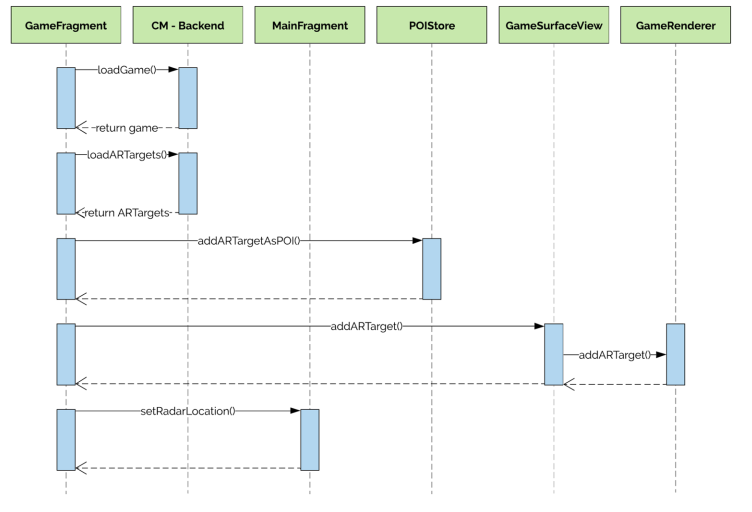 GameFragment
CM - Backend
MainFragment
POIStore
GameSurfaceView
GameRenderer
loadGame()
return game
loadARTargets()
return ARTargets
addARTargetAsPOI()
addARTarget()
addARTarget()
setRadarLocation()